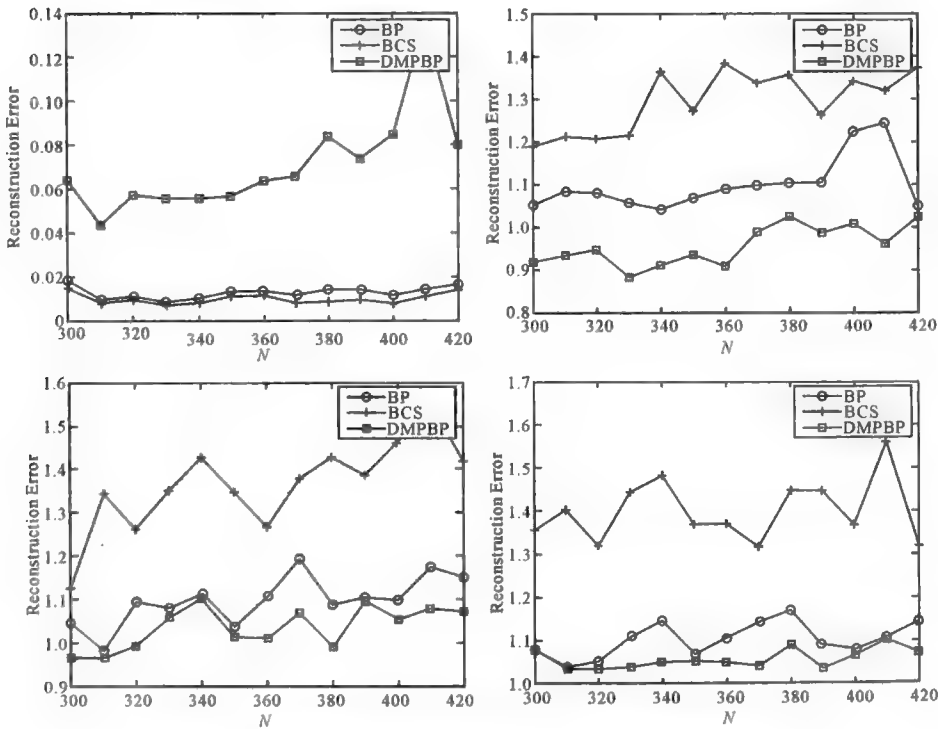 0.14
0.12
0.10
0.08
0.06
0.04
0.02
0
Reconstruction Error
BP
BCS
DMPBP
300 320 340 360 380 400 420
N
1.5
1.4
1.3
1.2
1.1
1.0
0.9
0.8
Reconstruction Error
BP
BCS
DMPBP
300 320 340 360 380 400 420
N
1.6
1.5
1.4
1.3
1.2
1.1
1.0
0.9
Reconstruction Error
BP
BCS
DMPBP
300 320 340 360 380 400 420
N
1.7
1.6
1.5
1.4
1.3
1.2
1.1
1.0
Reconstruction Error
BP
BCS
DMPBP
300 320 340 360 380 400 420
N